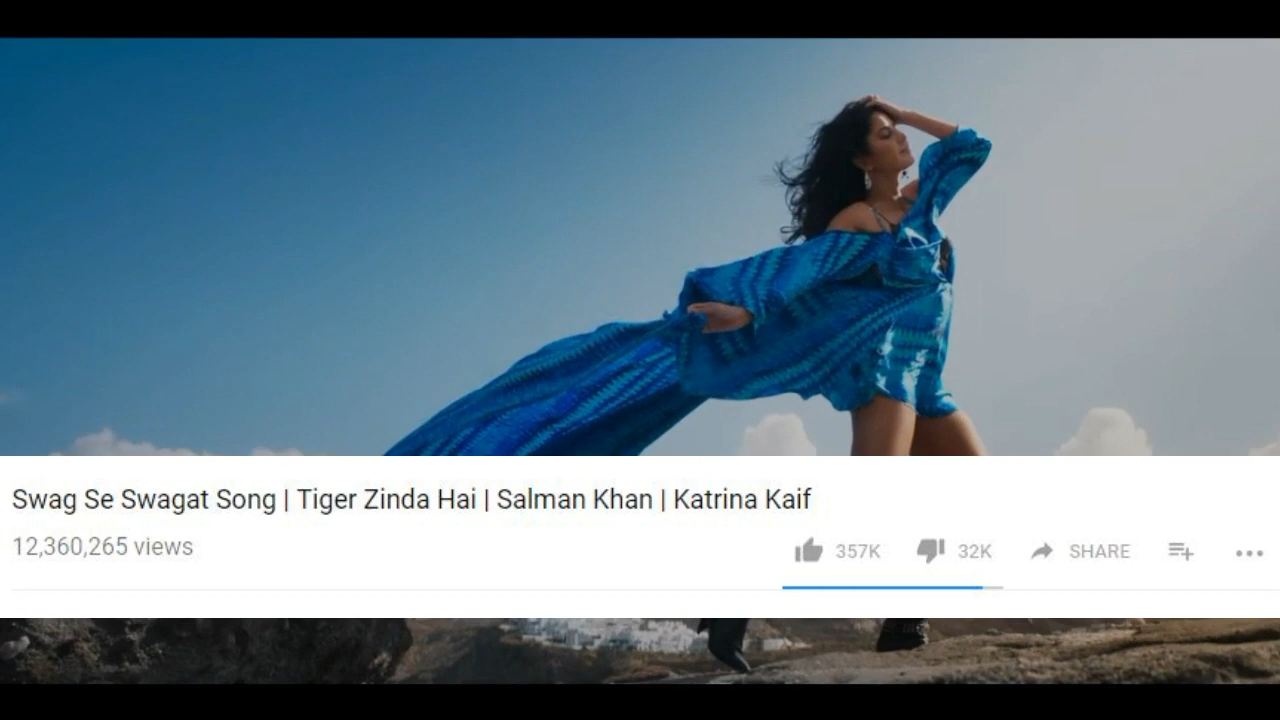 Swag Se Swagat Song | Tiger Zinda Hai | Salman Khan | Katrina Kaif
12,360,265 views
357K 32K SHARE